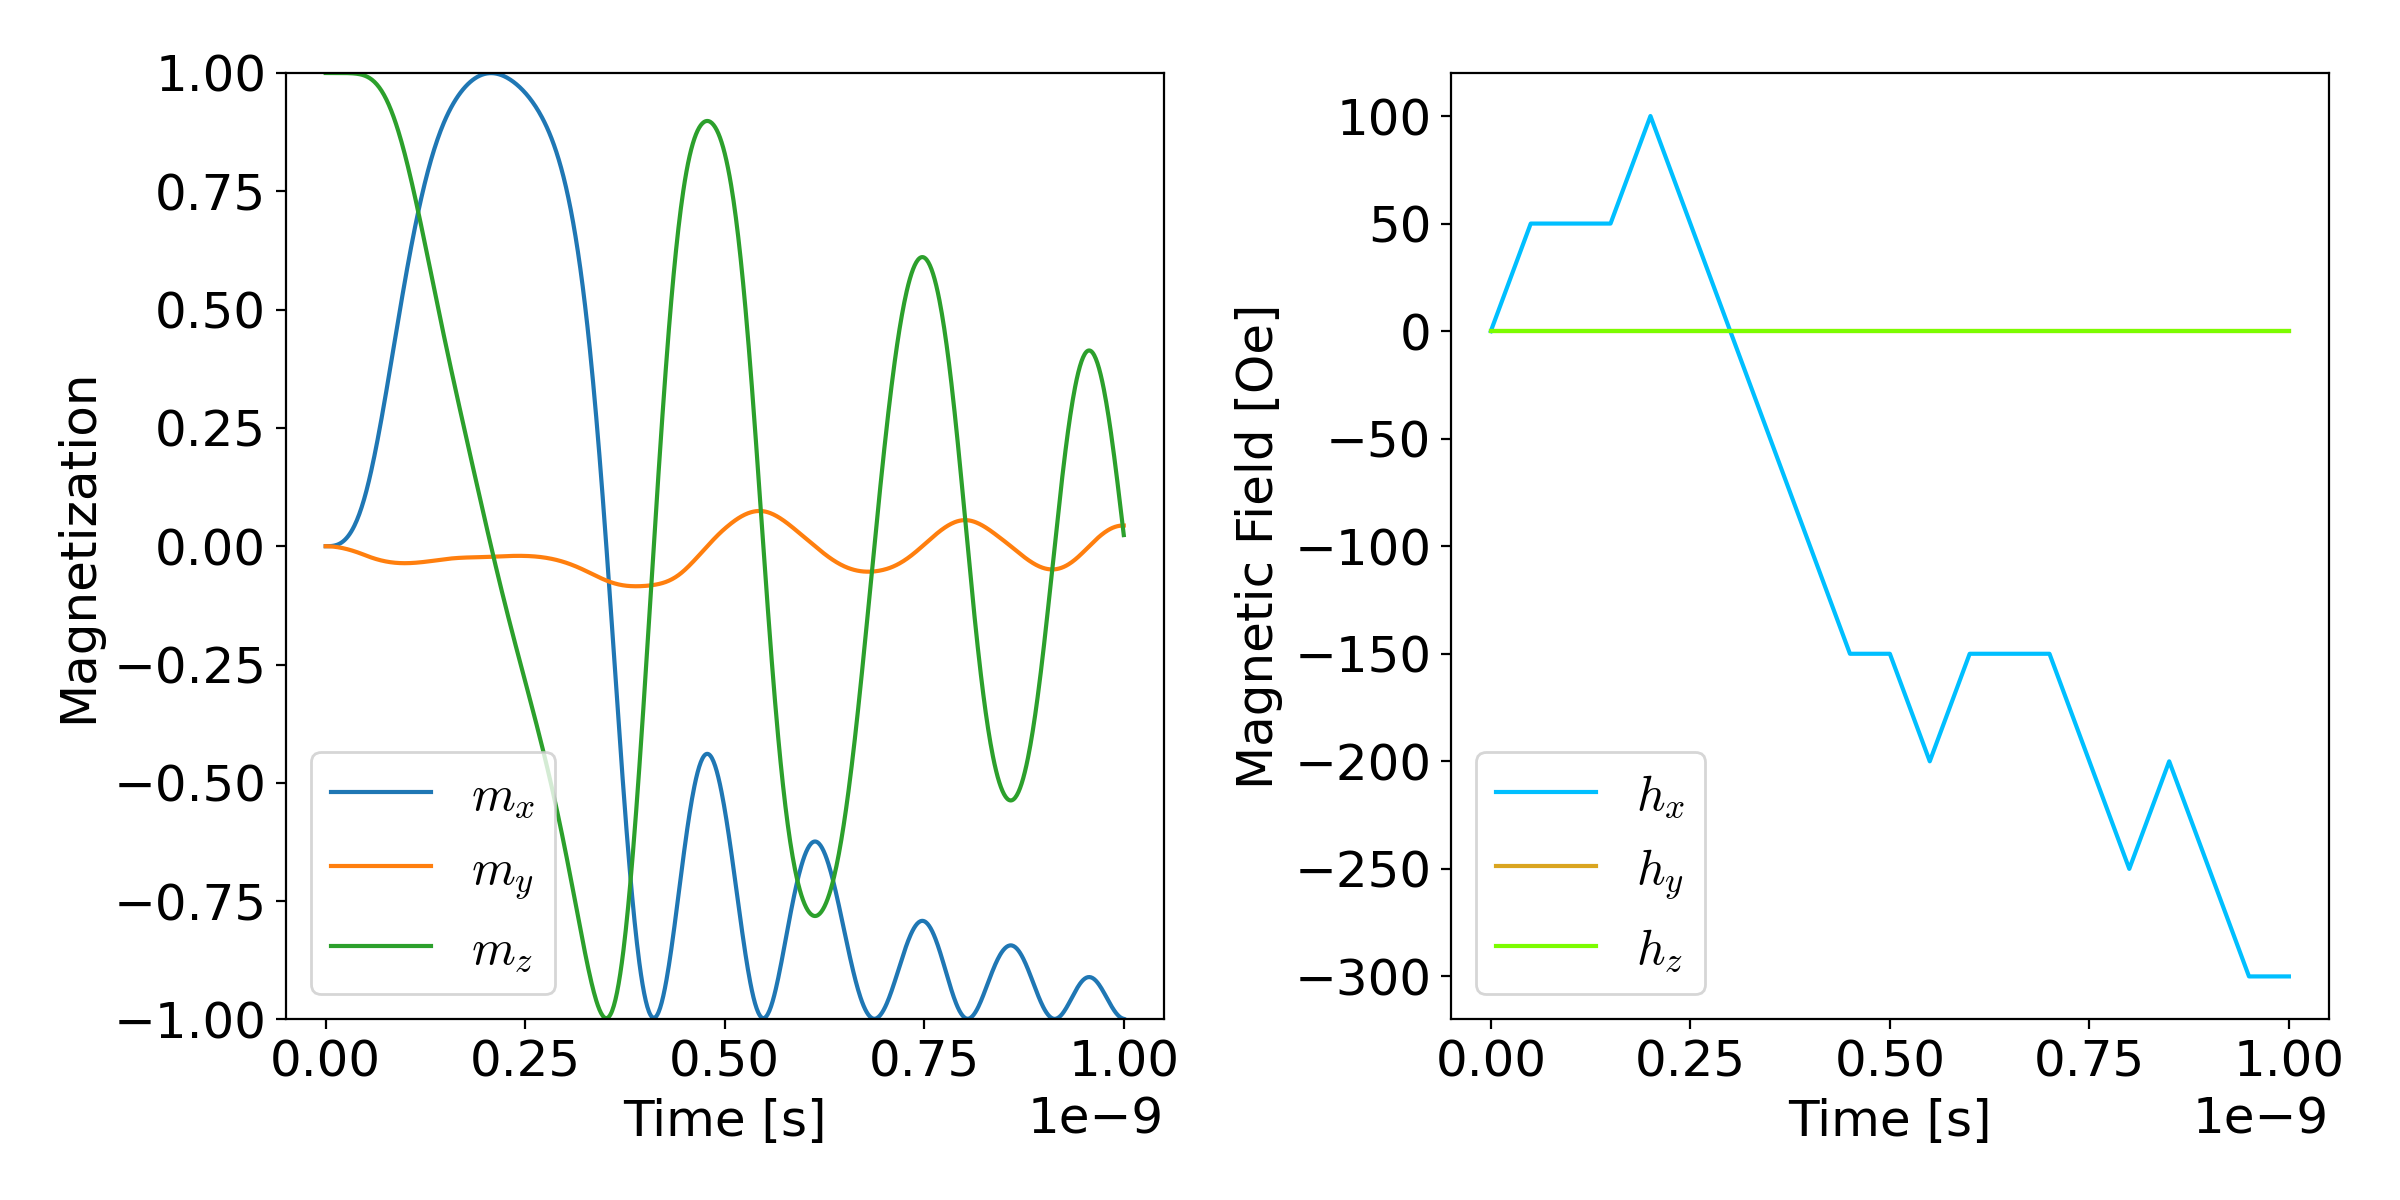 Magnetization
1.00
0.75
0.50
0.25
0.00
−0.25
−0.50
−0.75
−1.00
0.00 0.25 0.50 0.75 1.00
Time [s]
1e−9
m_x
m_y
m_z
Magnetic Field [Oe]
100
50
0
−50
−100
−150
−200
−250
−300
0.00 0.25 0.50 0.75 1.00
Time [s]
1e−9
h_x
h_y
h_z